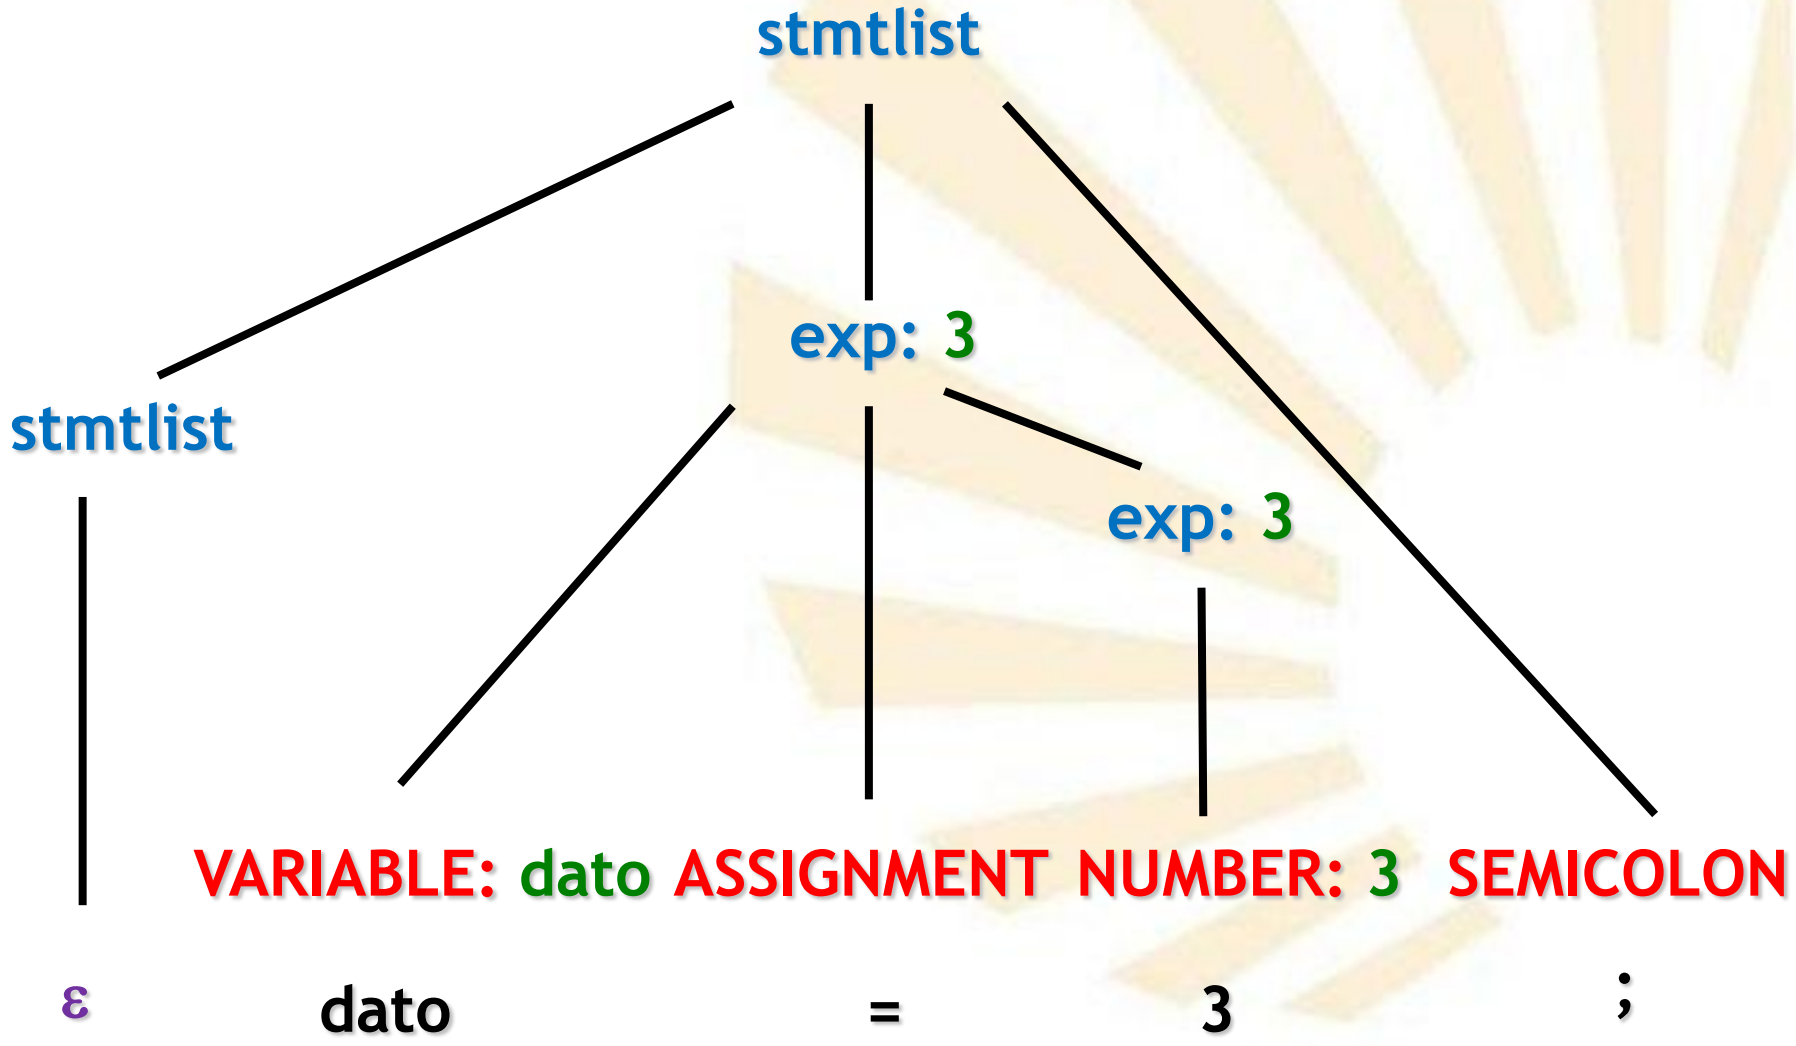 stmtlist
exp: 3
stmtlist
exp: 3
VARIABLE: dato ASSIGNMENT NUMBER: 3 SEMICOLON
ε dato = 3 ;